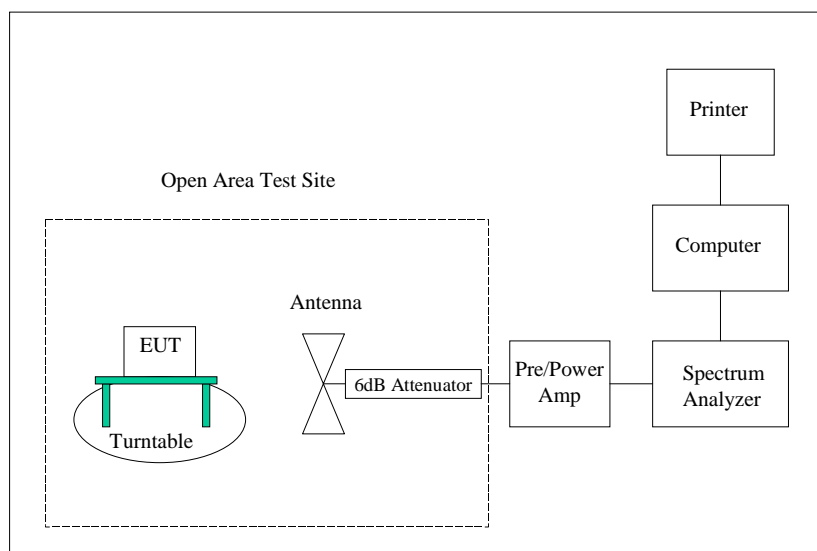 Printer
Open Area Test Site
Computer
Antenna
EUT
Pre/Power
Amp
Spectrum
Analyzer
6dB Attenuator
Turntable